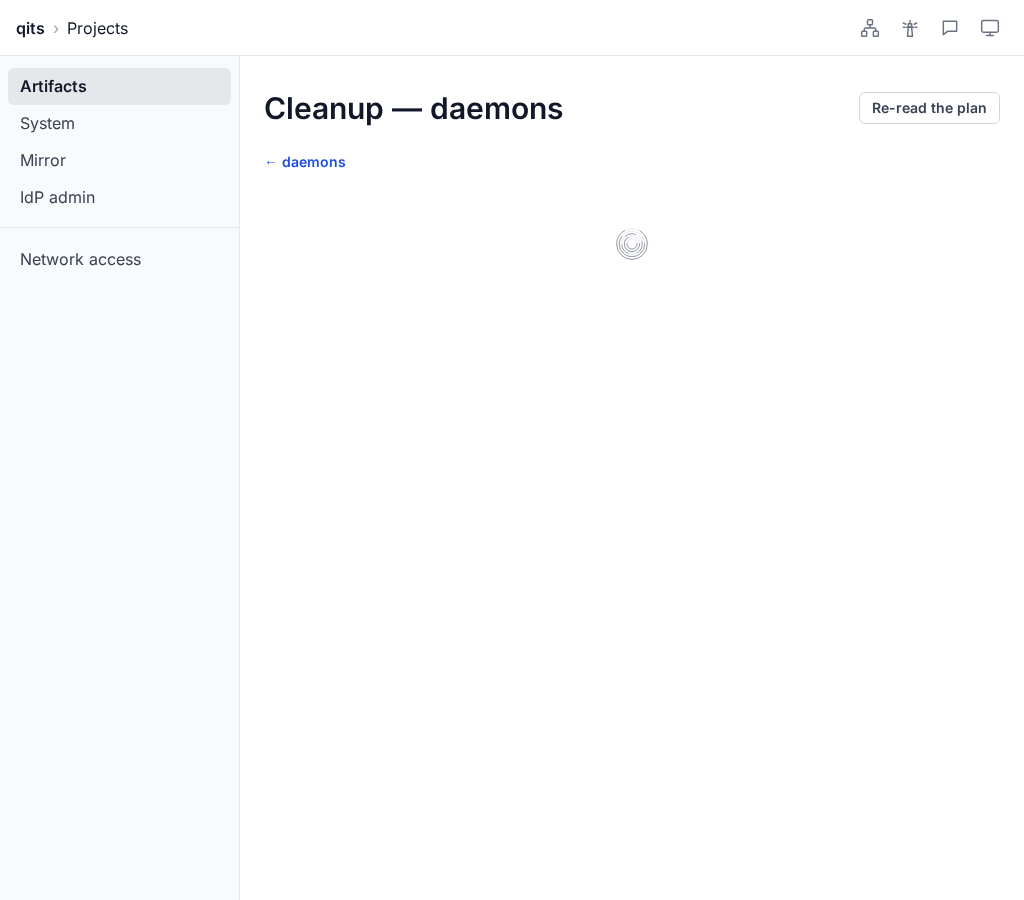 qits › Projects
Artifacts
System
Mirror
IdP admin
Network access
Cleanup — daemons
Re-read the plan
← daemons